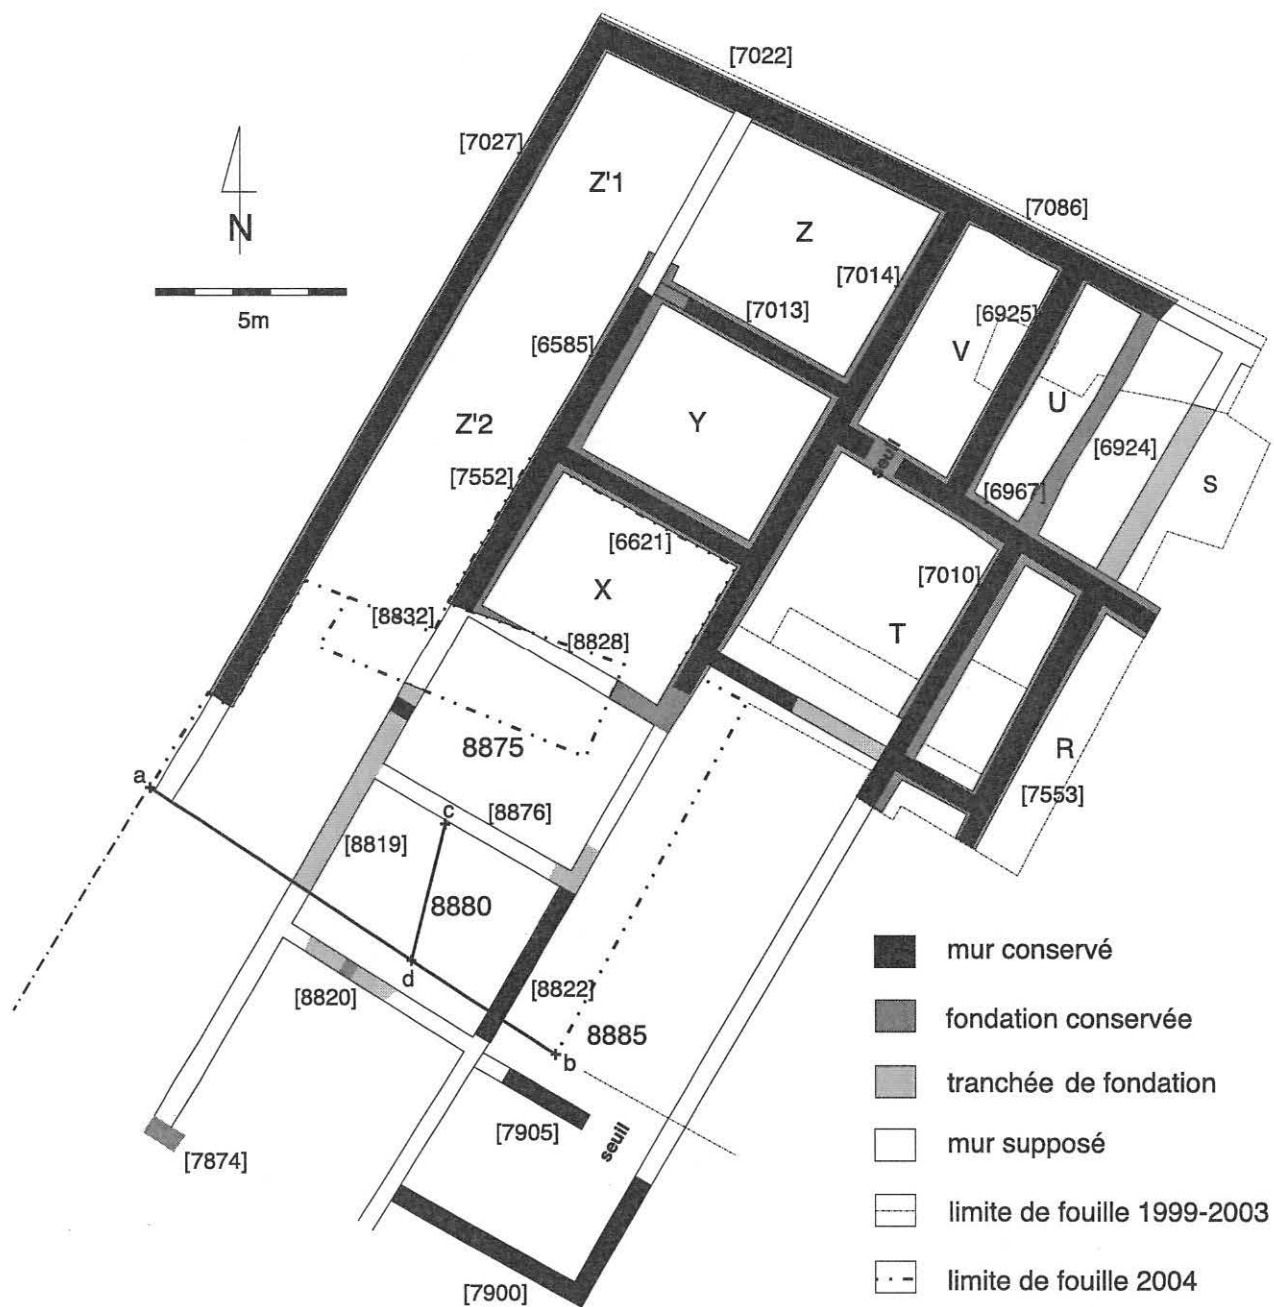 [7022]
[7027]
Z'1
[7086]
N
Z
[7014]
5m
[7013]
[6925]
[6585]
V
Y
U
Z'2
seuil
[6924]
S
[7552]
[6967]
[6621]
[7010]
X
[8832]
[8828]
T
8875
R
a
[8876]
c
[7553]
[8819]
8880
mur conservé
d
[8822]
[8820]
8885
fondation conservée
b
tranchée de fondation
[7905]
seuil
mur supposé
[7874]
limite de fouille 1999-2003
limite de fouille 2004
[7900]